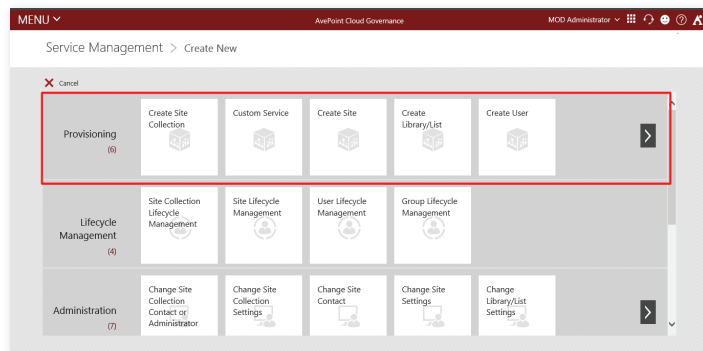 MENU
AvePoint Cloud Governance
MOD Administrator
Service Management > Create New
Cancel
Provisioning
(6)
Create Site
Collection
Custom Service
Create Site
Create
Library/List
Create User
Lifecycle
Management
(4)
Site Collection
Lifecycle
Management
Site Lifecycle
Management
User Lifecycle
Management
Group Lifecycle
Management
Administration
(7)
Change Site
Collection
Contact or
Administrator
Change Site
Collection
Settings
Change Site
Contact
Change Site
Settings
Change
Library/List
Settings